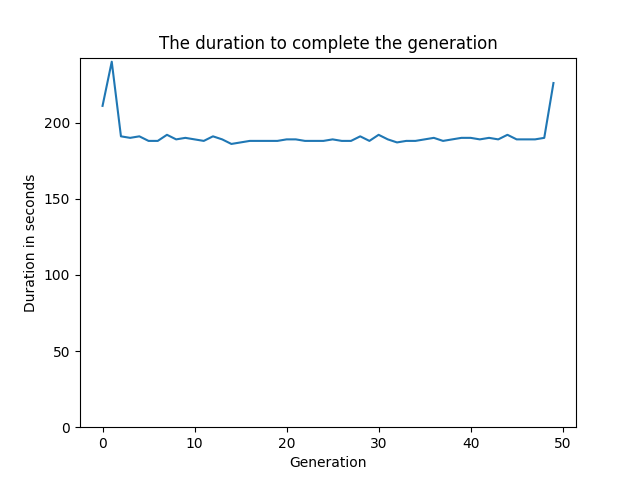 The duration to complete the generation
200
150
100
50
0
Duration in seconds
0 10 20 30 40 50
Generation